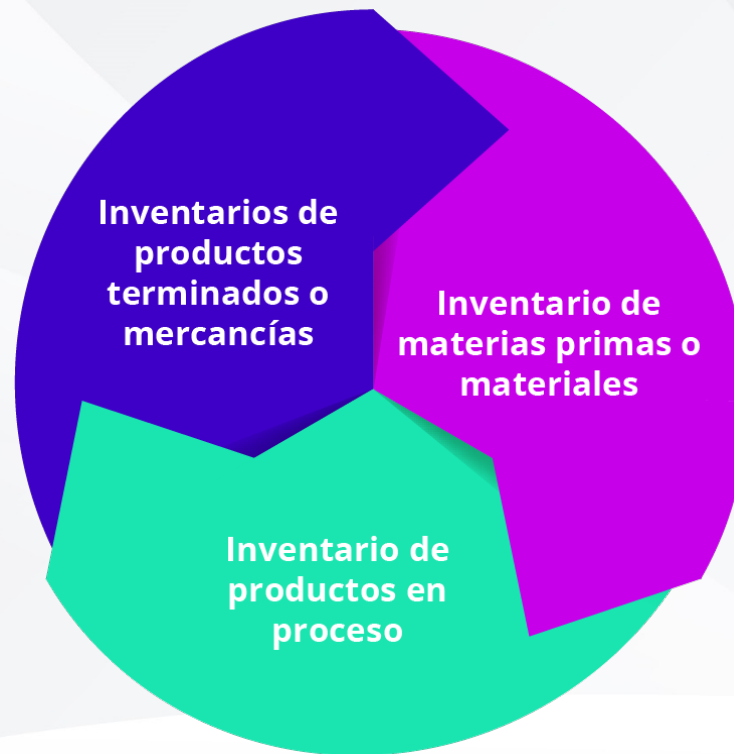 Inventarios de
productos
terminados o
mercancías
Inventario de
materias primas o
materiales
Inventario de
productos en
proceso